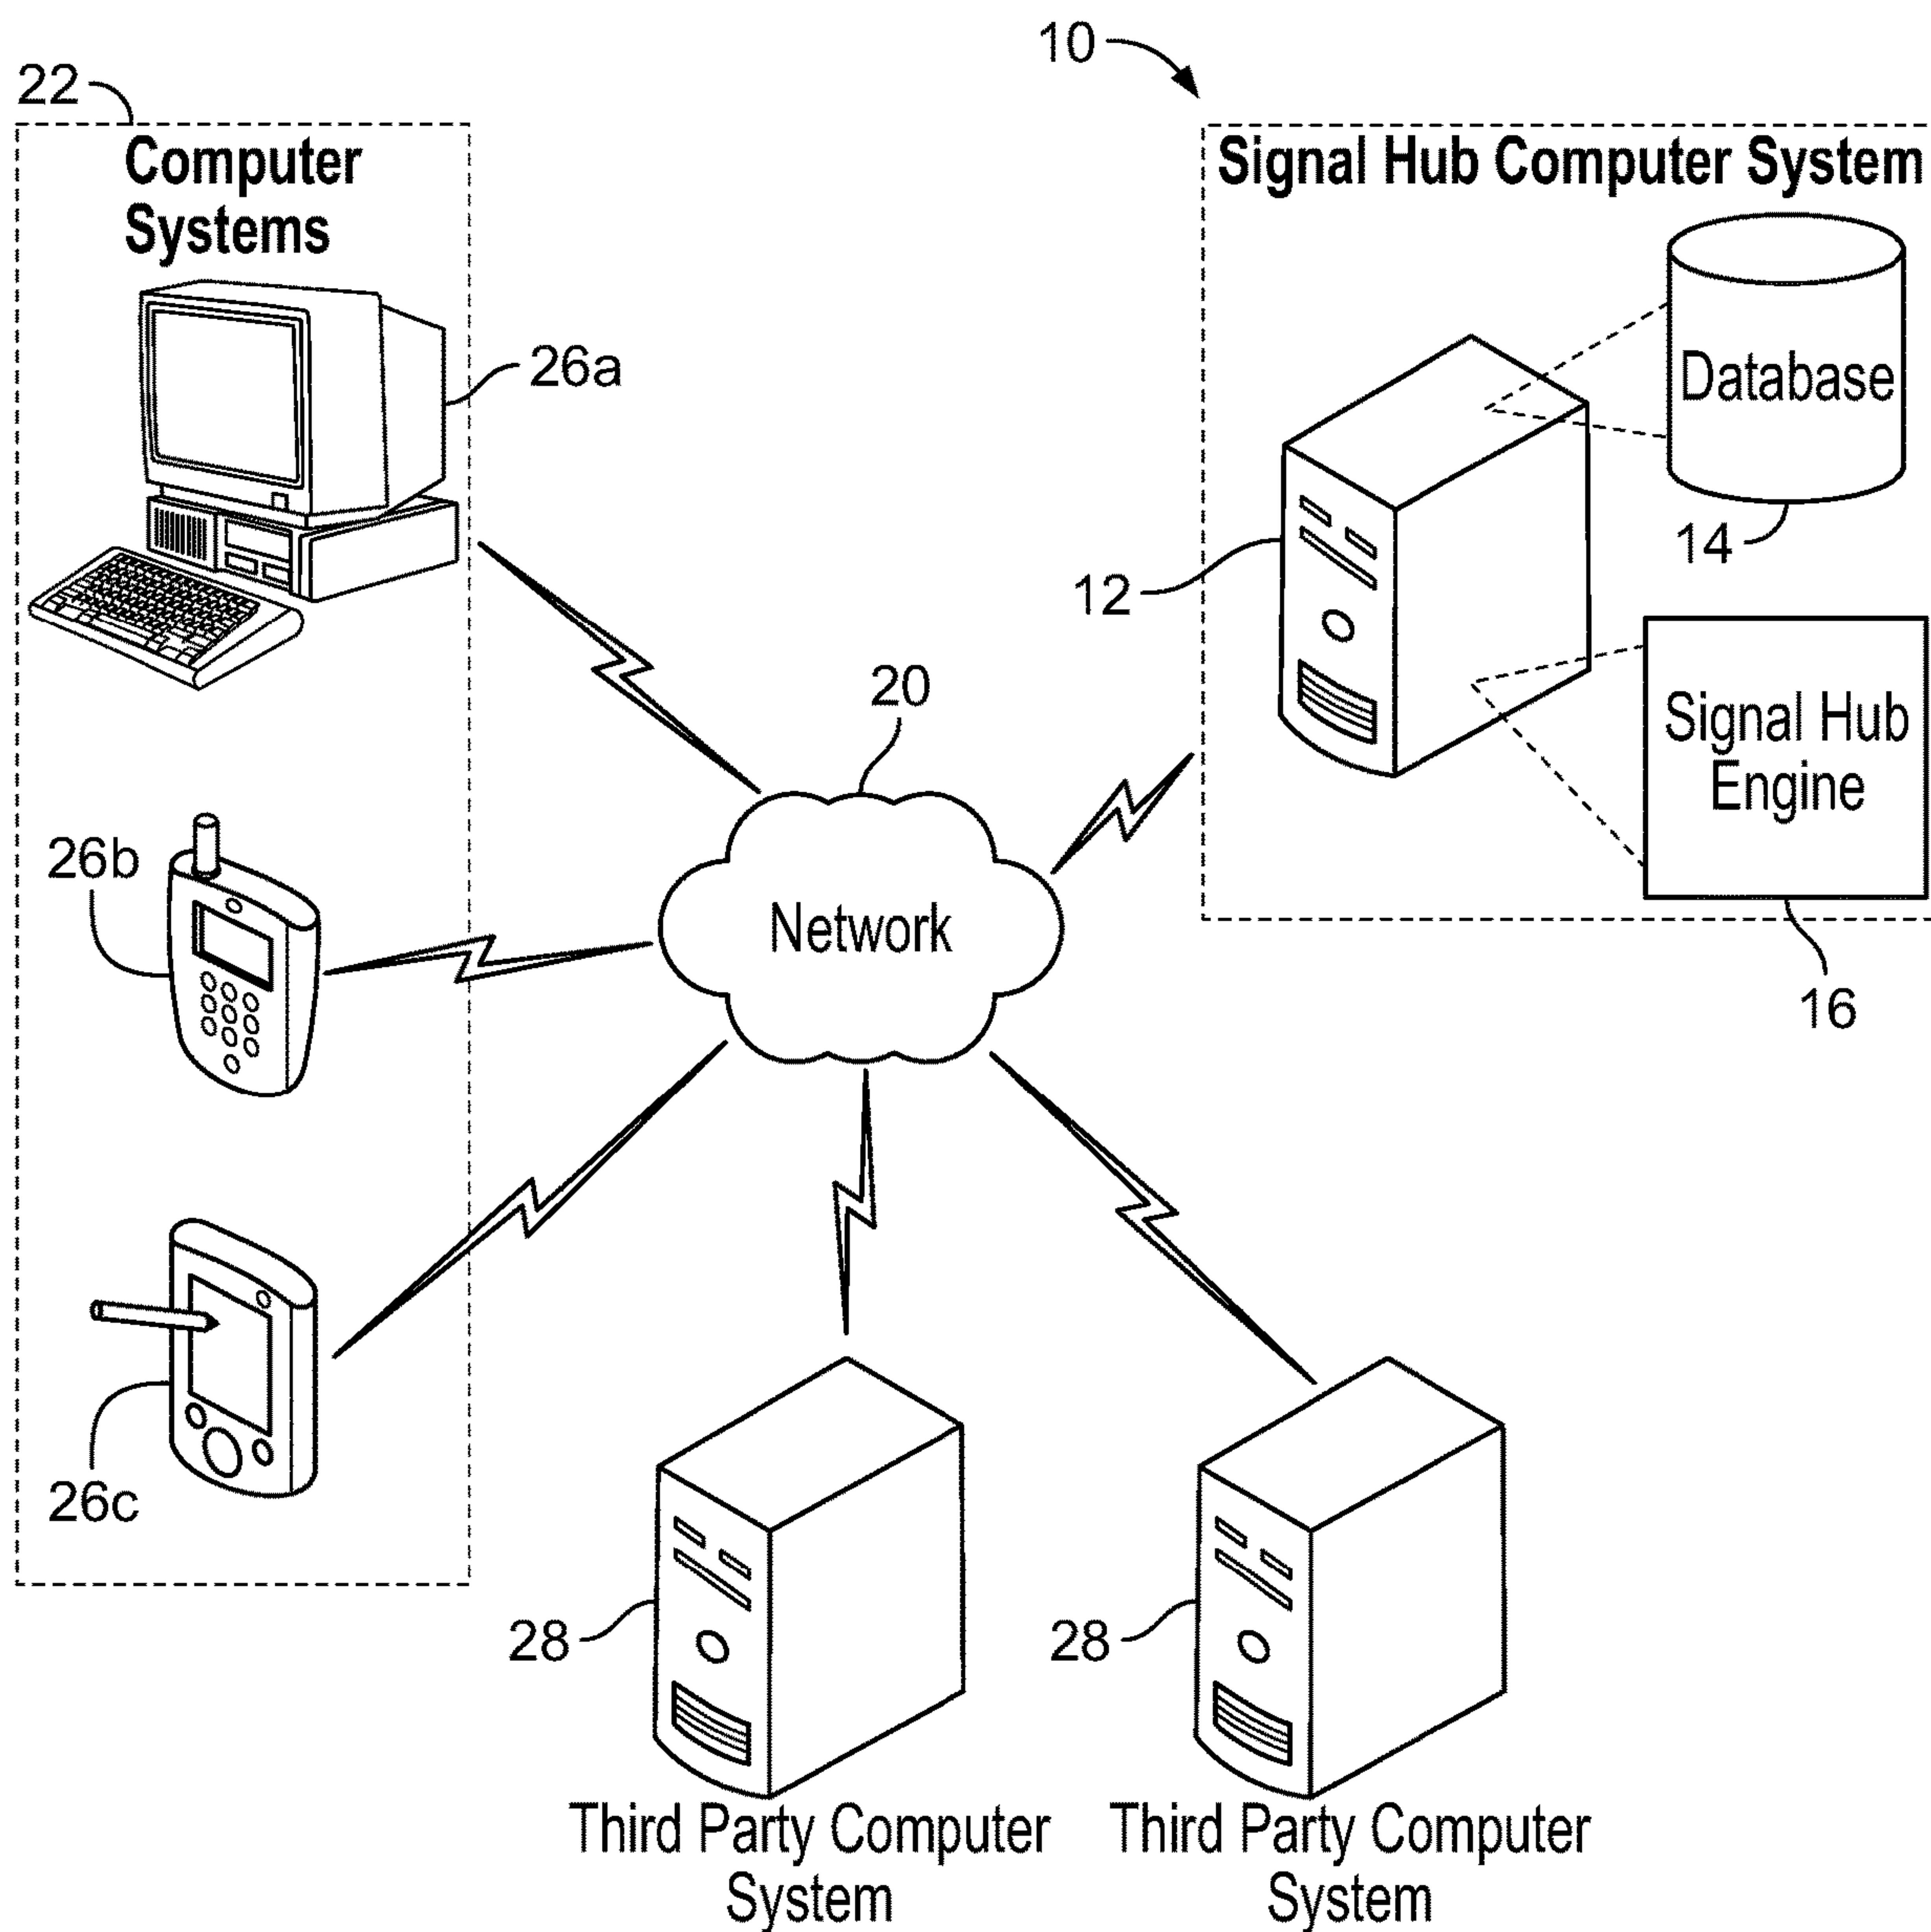 10
22
Computer
Systems
Signal Hub Computer System
26a
Database
14
12
20
Signal Hub
Engine
26b
Network
16
26c
28
28
Third Party Computer
System
Third Party Computer
System